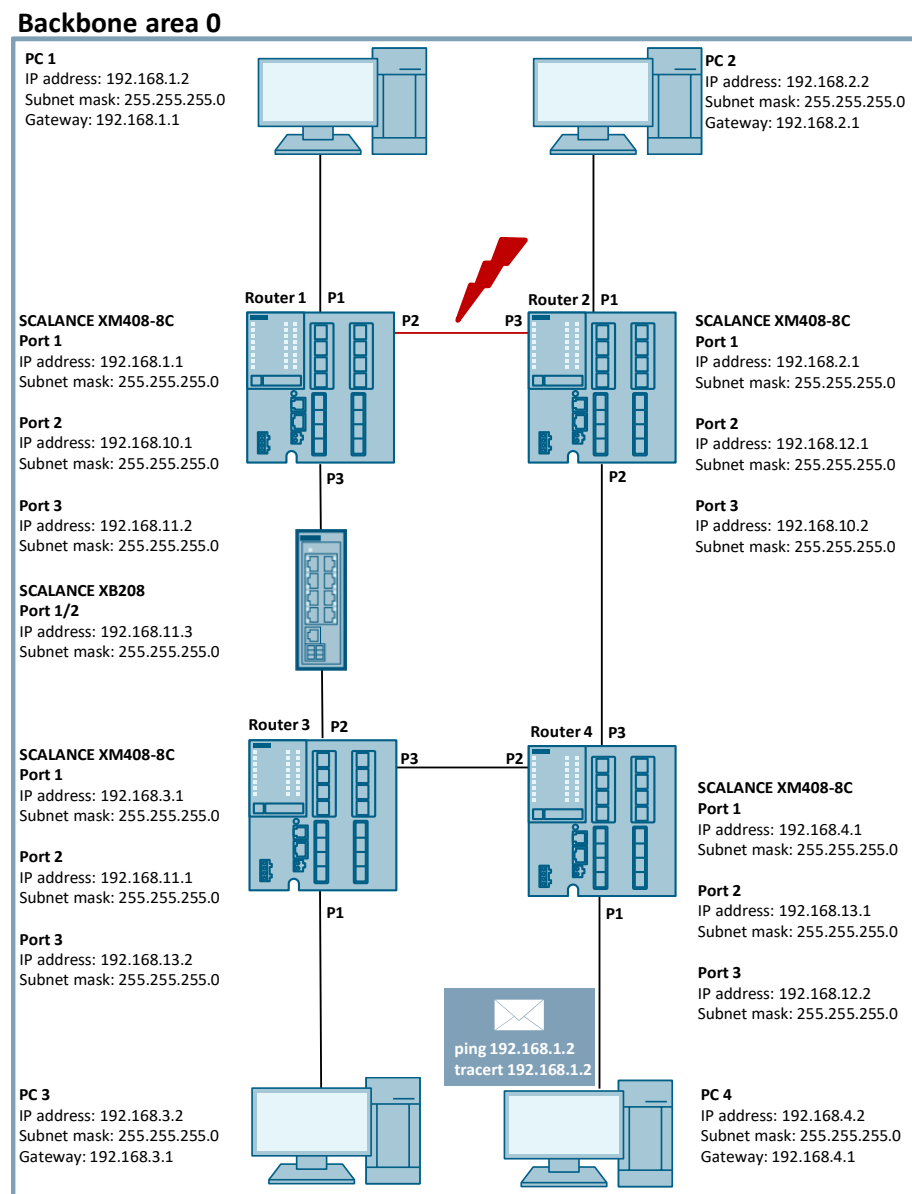 Backbone area 0
PC 1
IP address: 192.168.1.2
Subnet mask: 255.255.255.0
Gateway: 192.168.1.1
PC 2
IP address: 192.168.2.2
Subnet mask: 255.255.255.0
Gateway: 192.168.2.1
Router 1
P1
P2
P3
Router 2
P1
P3
P2
SCALANCE XM408-8C
Port 1
IP address: 192.168.1.1
Subnet mask: 255.255.255.0
Port 2
IP address: 192.168.10.1
Subnet mask: 255.255.255.0
Port 3
IP address: 192.168.11.2
Subnet mask: 255.255.255.0
SCALANCE XM408-8C
Port 1
IP address: 192.168.2.1
Subnet mask: 255.255.255.0
Port 2
IP address: 192.168.12.1
Subnet mask: 255.255.255.0
Port 3
IP address: 192.168.10.2
Subnet mask: 255.255.255.0
SCALANCE XB208
Port 1/2
IP address: 192.168.11.3
Subnet mask: 255.255.255.0
Router 3
P2
P3
P1
Router 4
P3
P2
P1
SCALANCE XM408-8C
Port 1
IP address: 192.168.3.1
Subnet mask: 255.255.255.0
Port 2
IP address: 192.168.11.1
Subnet mask: 255.255.255.0
Port 3
IP address: 192.168.13.2
Subnet mask: 255.255.255.0
SCALANCE XM408-8C
Port 1
IP address: 192.168.4.1
Subnet mask: 255.255.255.0
Port 2
IP address: 192.168.13.1
Subnet mask: 255.255.255.0
Port 3
IP address: 192.168.12.2
Subnet mask: 255.255.255.0
ping 192.168.1.2
tracert 192.168.1.2
PC 3
IP address: 192.168.3.2
Subnet mask: 255.255.255.0
Gateway: 192.168.3.1
PC 4
IP address: 192.168.4.2
Subnet mask: 255.255.255.0
Gateway: 192.168.4.1